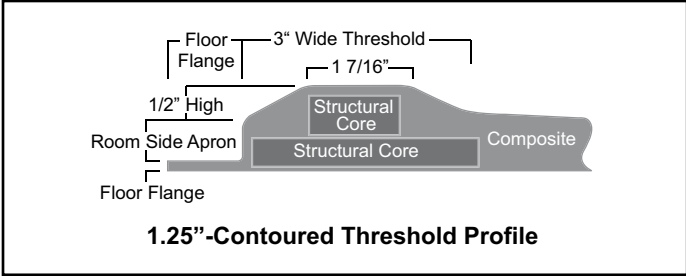 Floor
Flange
3“ Wide Threshold
1 7/16”
1/2” High
Structural
Core
Room Side Apron
Structural Core
Composite
Floor Flange
1.25”-Contoured Threshold Profile